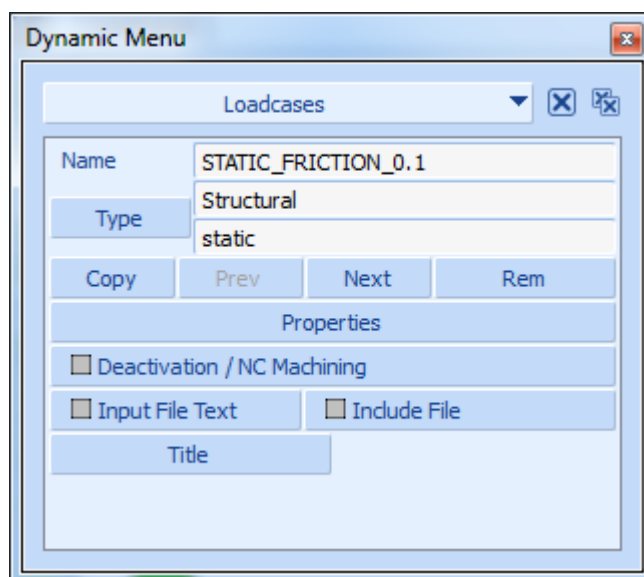 Dynamic Menu
Loadcases
Name STATIC_FRICTION_0.1
Type Structural
static
Copy Prev Next Rem
Properties
Deactivation / NC Machining
Input File Text Include File
Title